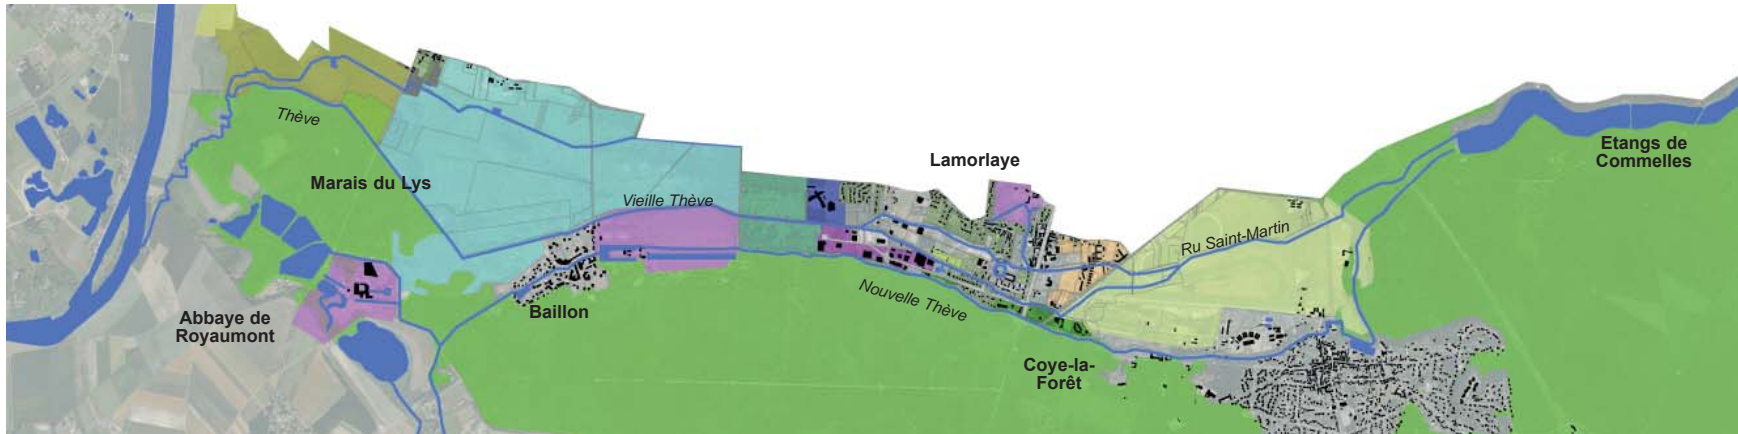 Thève
Marais du Lys
Vieille Thève
Lamorlaye
Etangs de
Commelles
Ru Saint-Martin
Abbaye de
Royaumont
Baillon
Nouvelle Thève
Coye-la-
Forêt